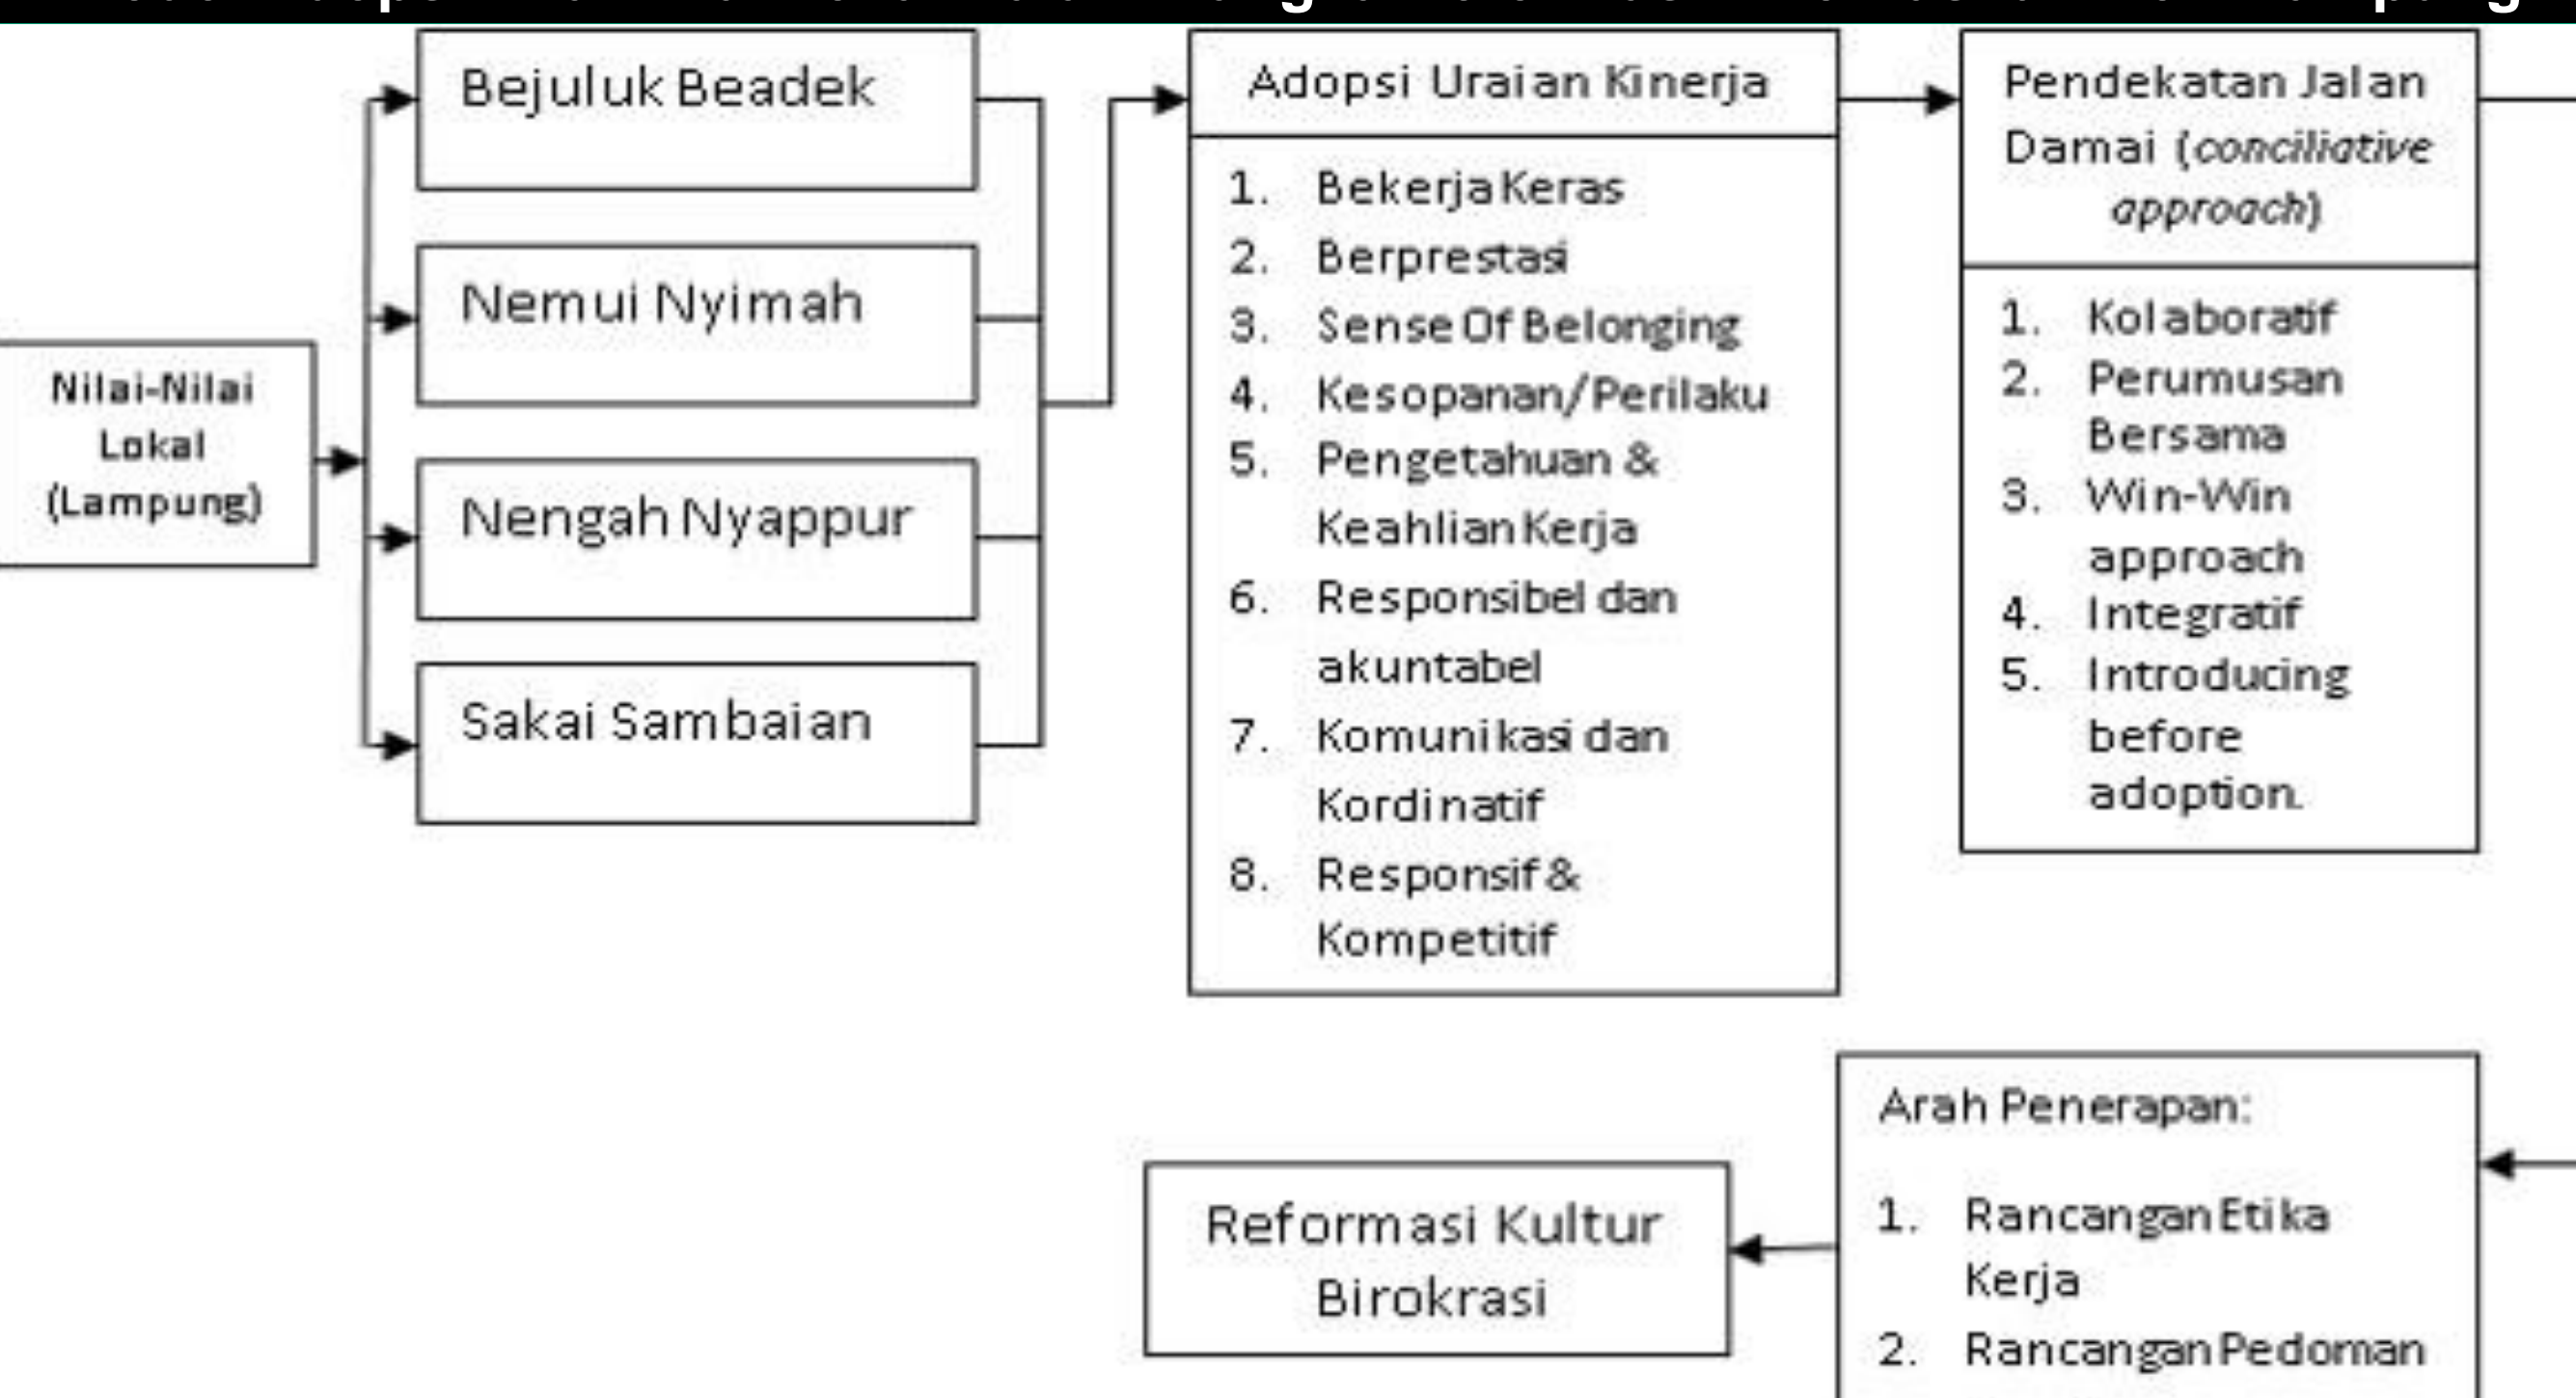 Nilai-Nilai
Lokal
(Lampung)
Bejuluk Beadek
Nemui Nyimah
Nengah Nyappur
Sakai Sambaian
Adopsi Uraian Kinerja
1. Bekerja Keras
2. Berprestasi
3. Sense Of Belonging
4. Kesopanan/Perilaku
5. Pengetahuan &
Keahlian Kerja
6. Responsibel dan
akuntabel
7. Komunikasi dan
Kordinatif
8. Responsif &
Kompetitif
Pendekatan Jalan
Damai (conciliative
approach)
1. Kolaboratif
2. Perumusan
Bersama
3. Win-Win
approach
4. Integratif
5. Introducing
before
adoption.
Arah Penerapan:
1. Rancangan Etika
Kerja
2. Rancangan Pedoman
Reformasi Kultur
Birokrasi